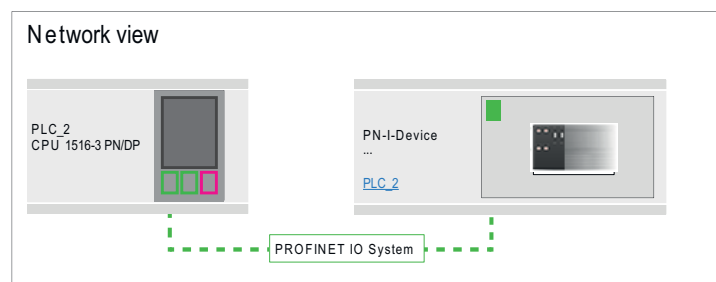 Network view
PLC_2
CPU 1516-3 PN/DP
PN-I-Device
...
PLC_2
PROFINET IO System